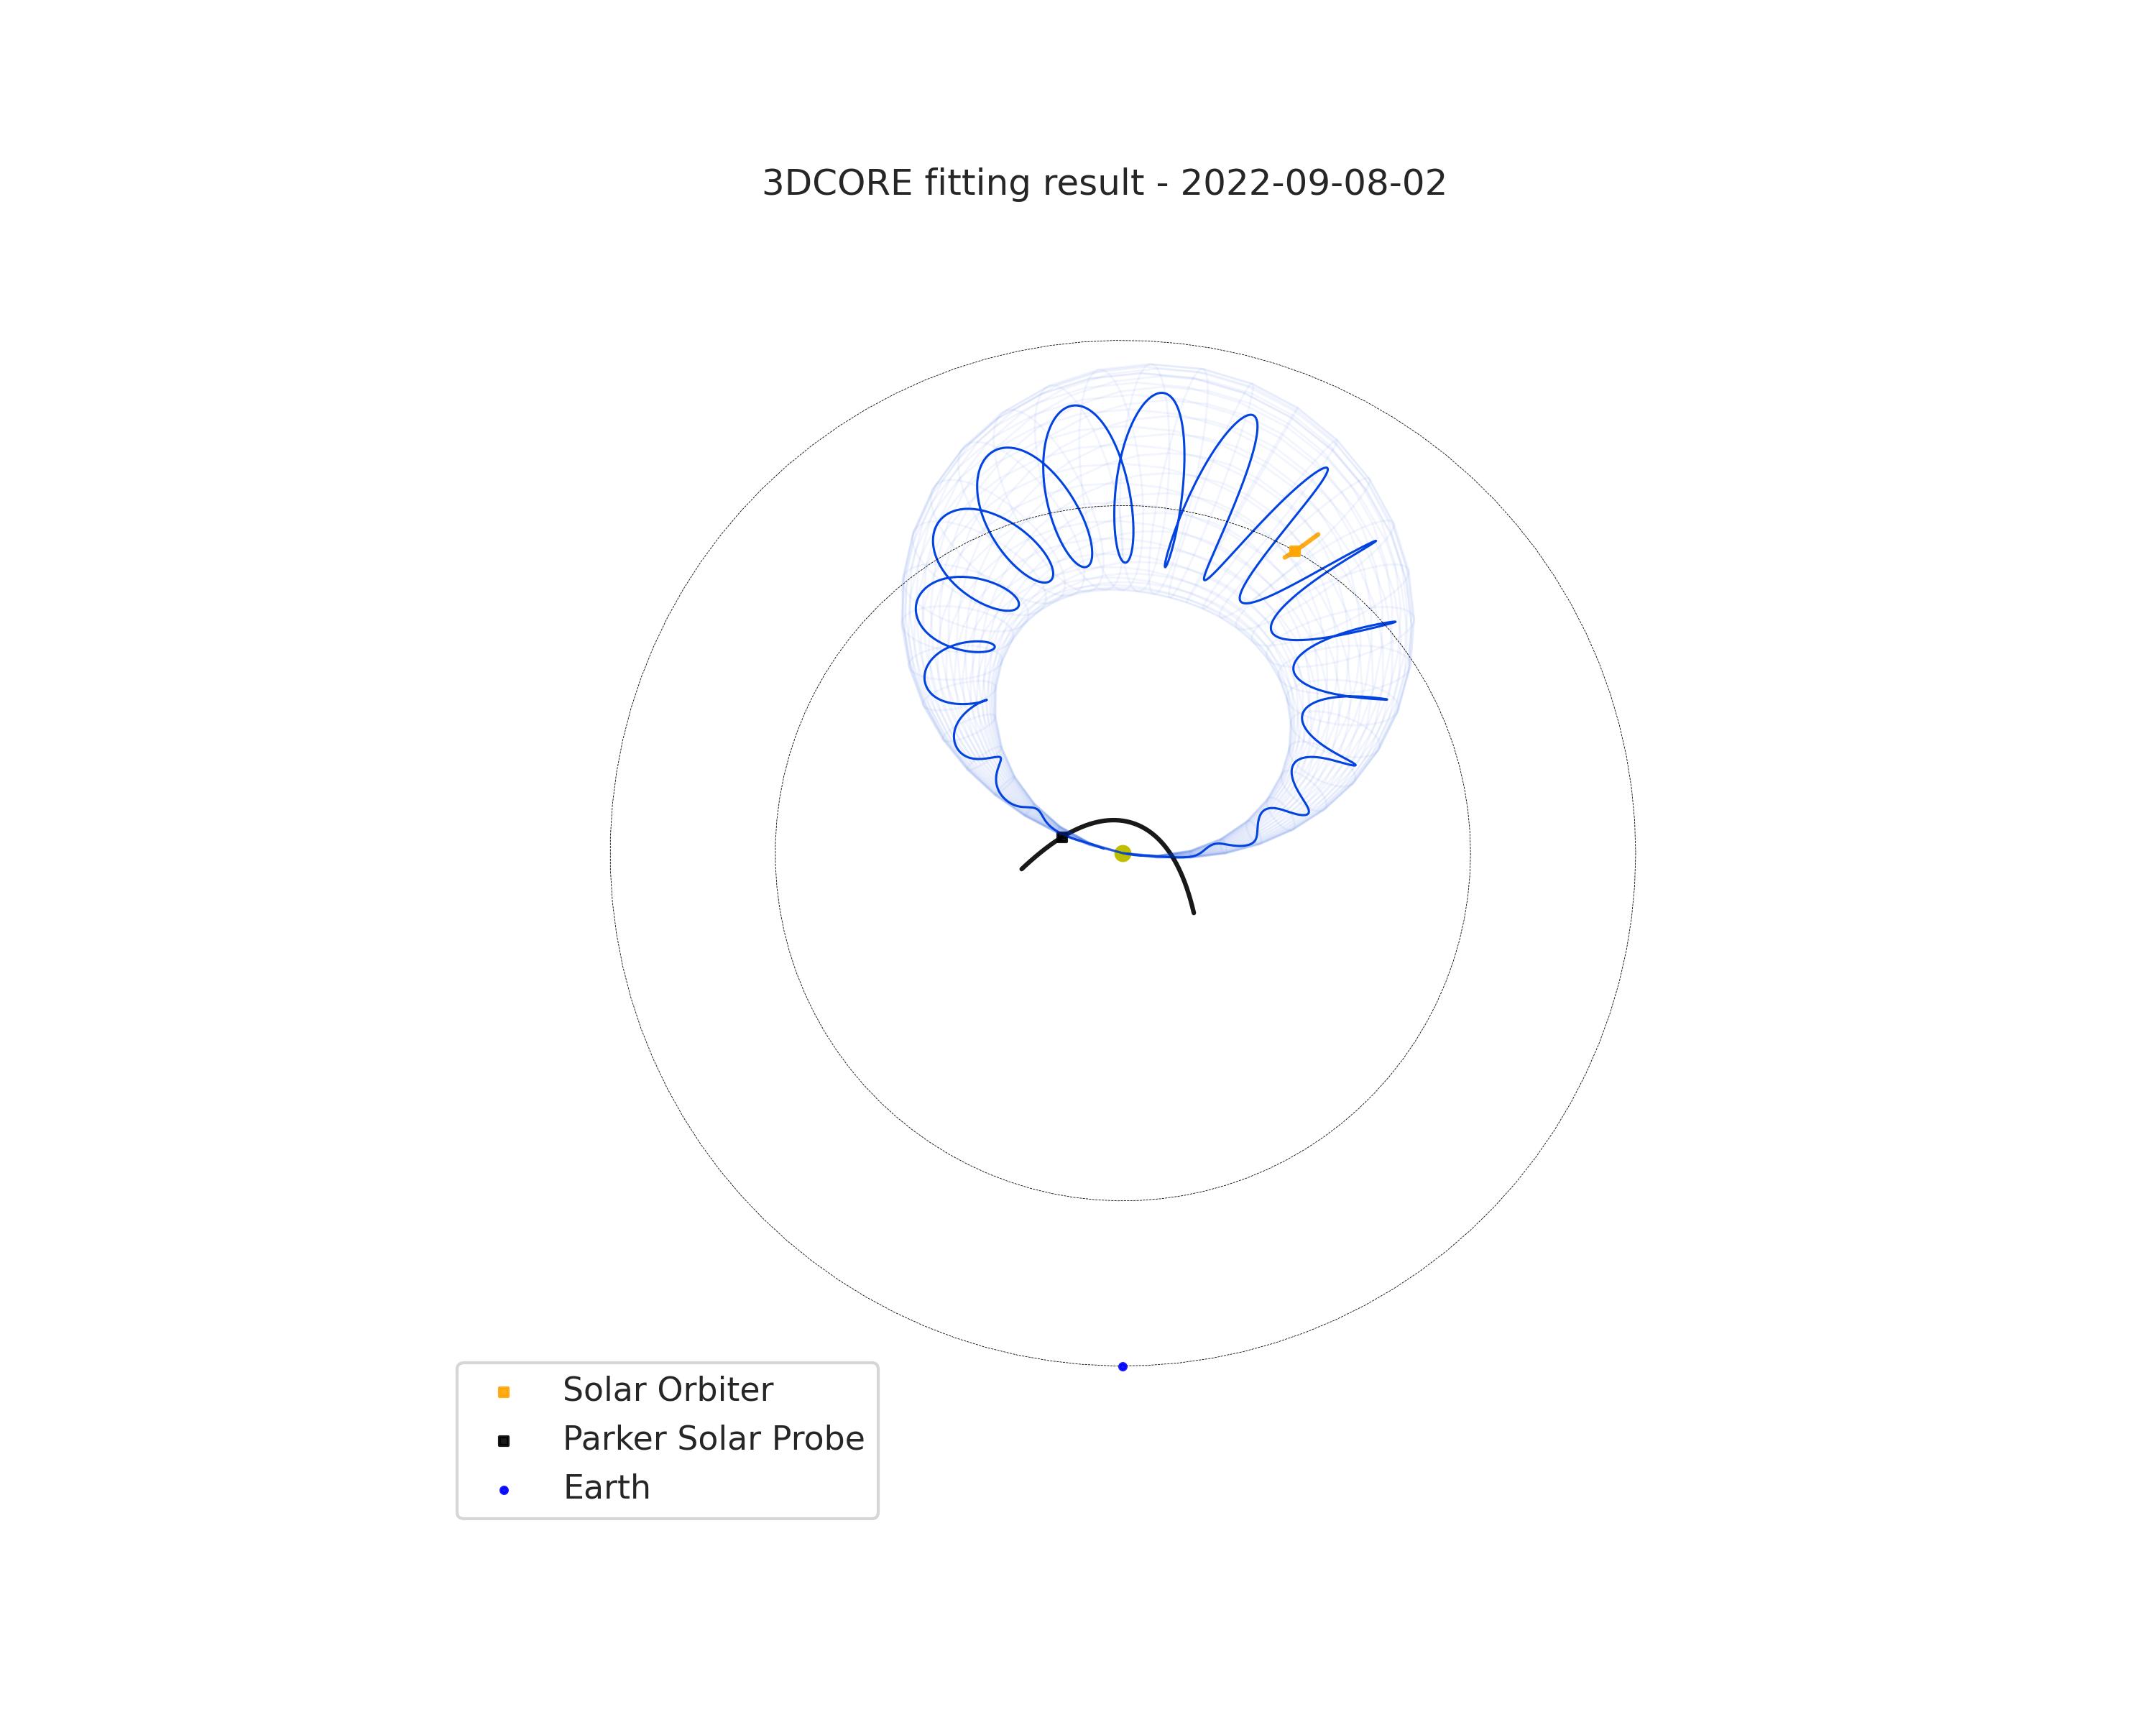 3DCORE fitting result - 2022-09-08-02
Solar Orbiter
Parker Solar Probe
Earth